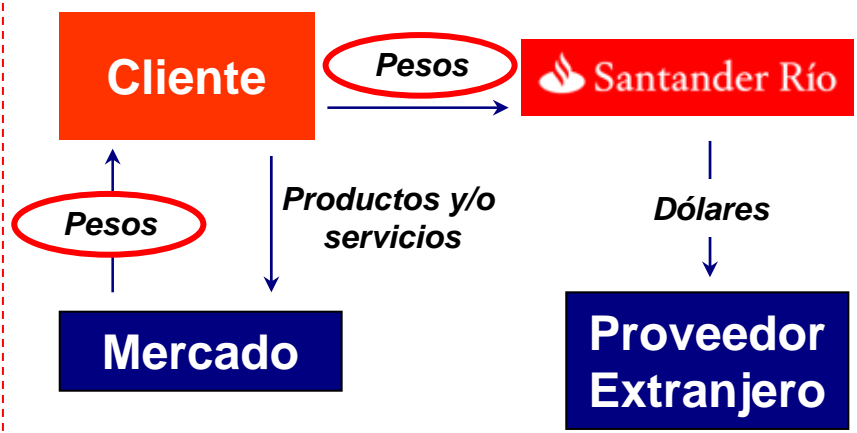 Cliente
Pesos
Santander Río
Pesos
Productos y/o
servicios
Dólares
Mercado
Proveedor
Extranjero